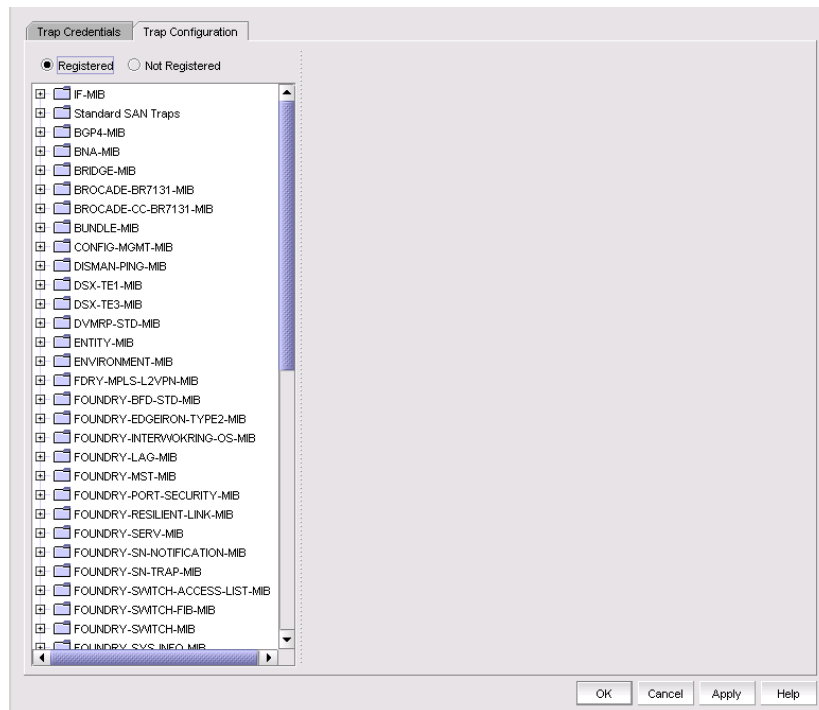 Trap Credentials Trap Configuration
Registered Not Registered
IF-MIB
Standard SAN Traps
BGP4-MIB
BNA-MIB
BRIDGE-MIB
BROCADE-BR7131-MIB
BROCADE-CC-BR7131-MIB
BUNDLE-MIB
CONFIG-MGMT-MIB
DISMAN-PING-MIB
DSX-TE1-MIB
DSX-TE3-MIB
DVMRP-STD-MIB
ENTITY-MIB
ENVIRONMENT-MIB
FDRY-MPLS-L2VPN-MIB
FOUNDRY-BFD-STD-MIB
FOUNDRY-EDGEIRON-TYPE2-MIB
FOUNDRY-INTERWOKRING-OS-MIB
FOUNDRY-LAG-MIB
FOUNDRY-MST-MIB
FOUNDRY-PORT-SECURITY-MIB
FOUNDRY-RESILIENT-LINK-MIB
FOUNDRY-SERV-MIB
FOUNDRY-SN-NOTIFICATION-MIB
FOUNDRY-SN-TRAP-MIB
FOUNDRY-SWITCH-ACCESS-LIST-MIB
FOUNDRY-SWITCH-FIB-MIB
FOUNDRY-SWITCH-MIB
FOUNDRY-SYS-INFO-MIB
OK Cancel Apply Help